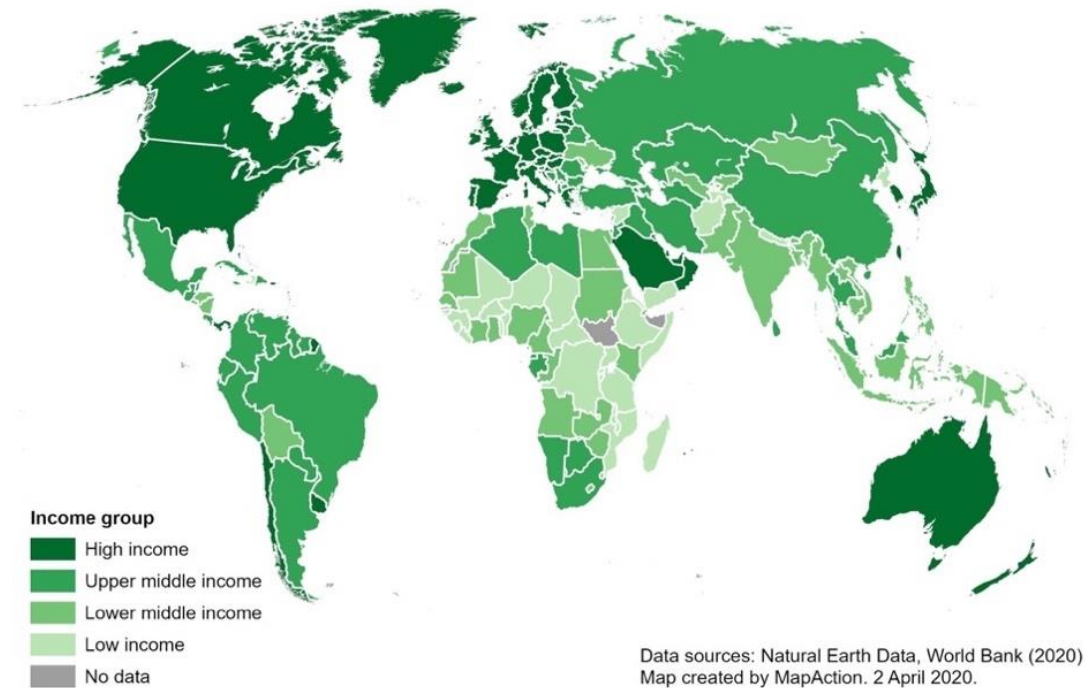 Income group
High income
Upper middle income
Lower middle income
Low income
No data
Data sources: Natural Earth Data, World Bank (2020)
Map created by MapAction. 2 April 2020.